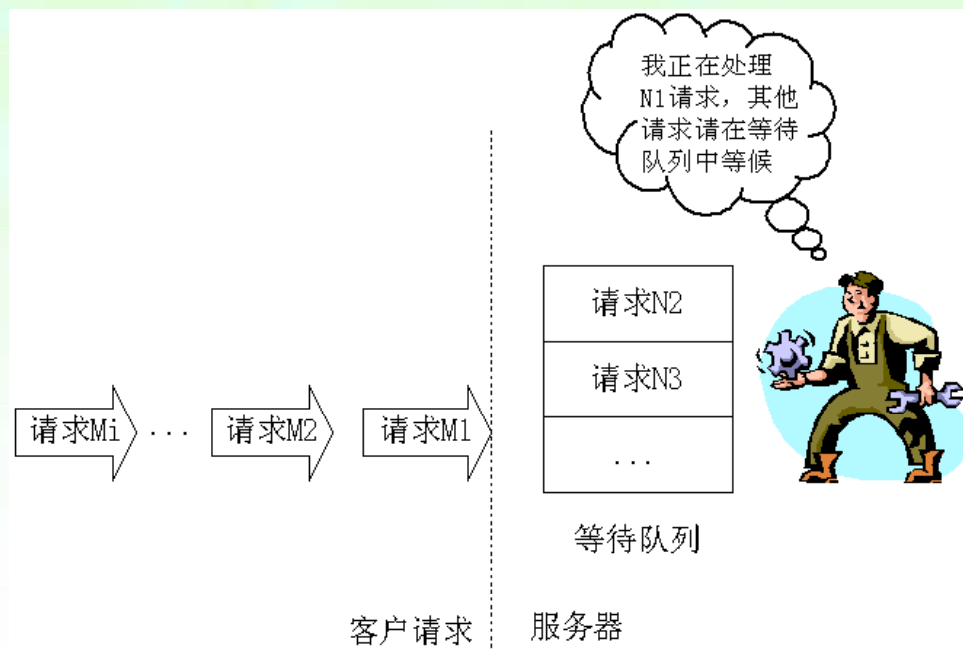 我正在处理
N1请求，其他
请求请在等待
队列中等候
请求N2
请求N3
...
请求Mi
...
请求M2
请求M1
等待队列
客户请求
服务器